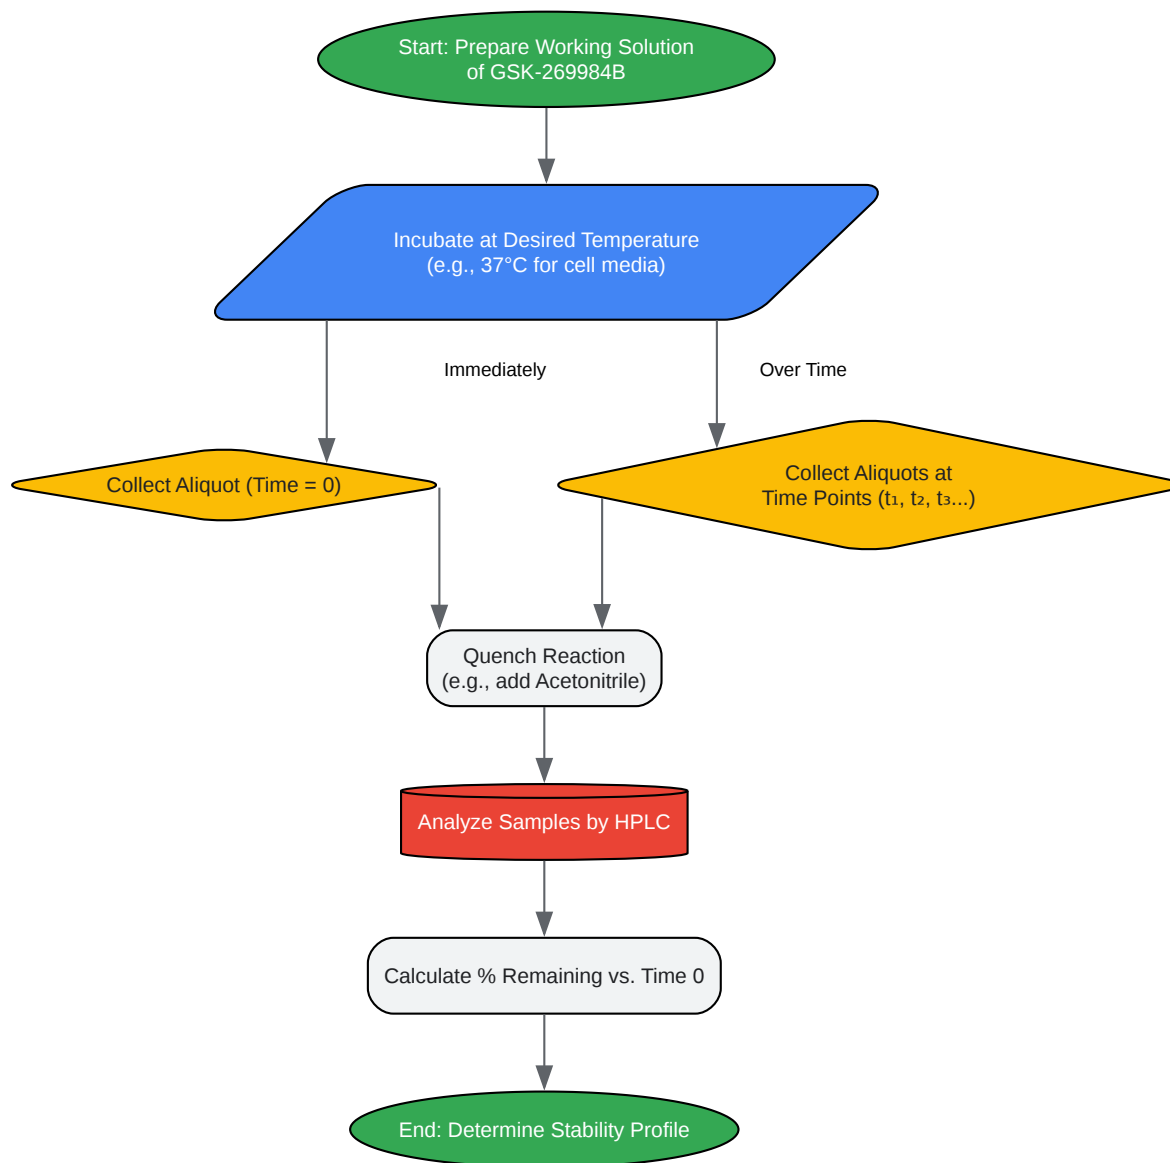 Start: Prepare Working Solution
of GSK-269984B
Incubate at Desired Temperature
(e.g., 37°C for cell media)
Immediately
Over Time
Collect Aliquot (Time = 0)
Collect Aliquots at
Time Points (t₁, t₂, t₃...)
Quench Reaction
(e.g., add Acetonitrile)
Analyze Samples by HPLC
Calculate % Remaining vs. Time 0
End: Determine Stability Profile